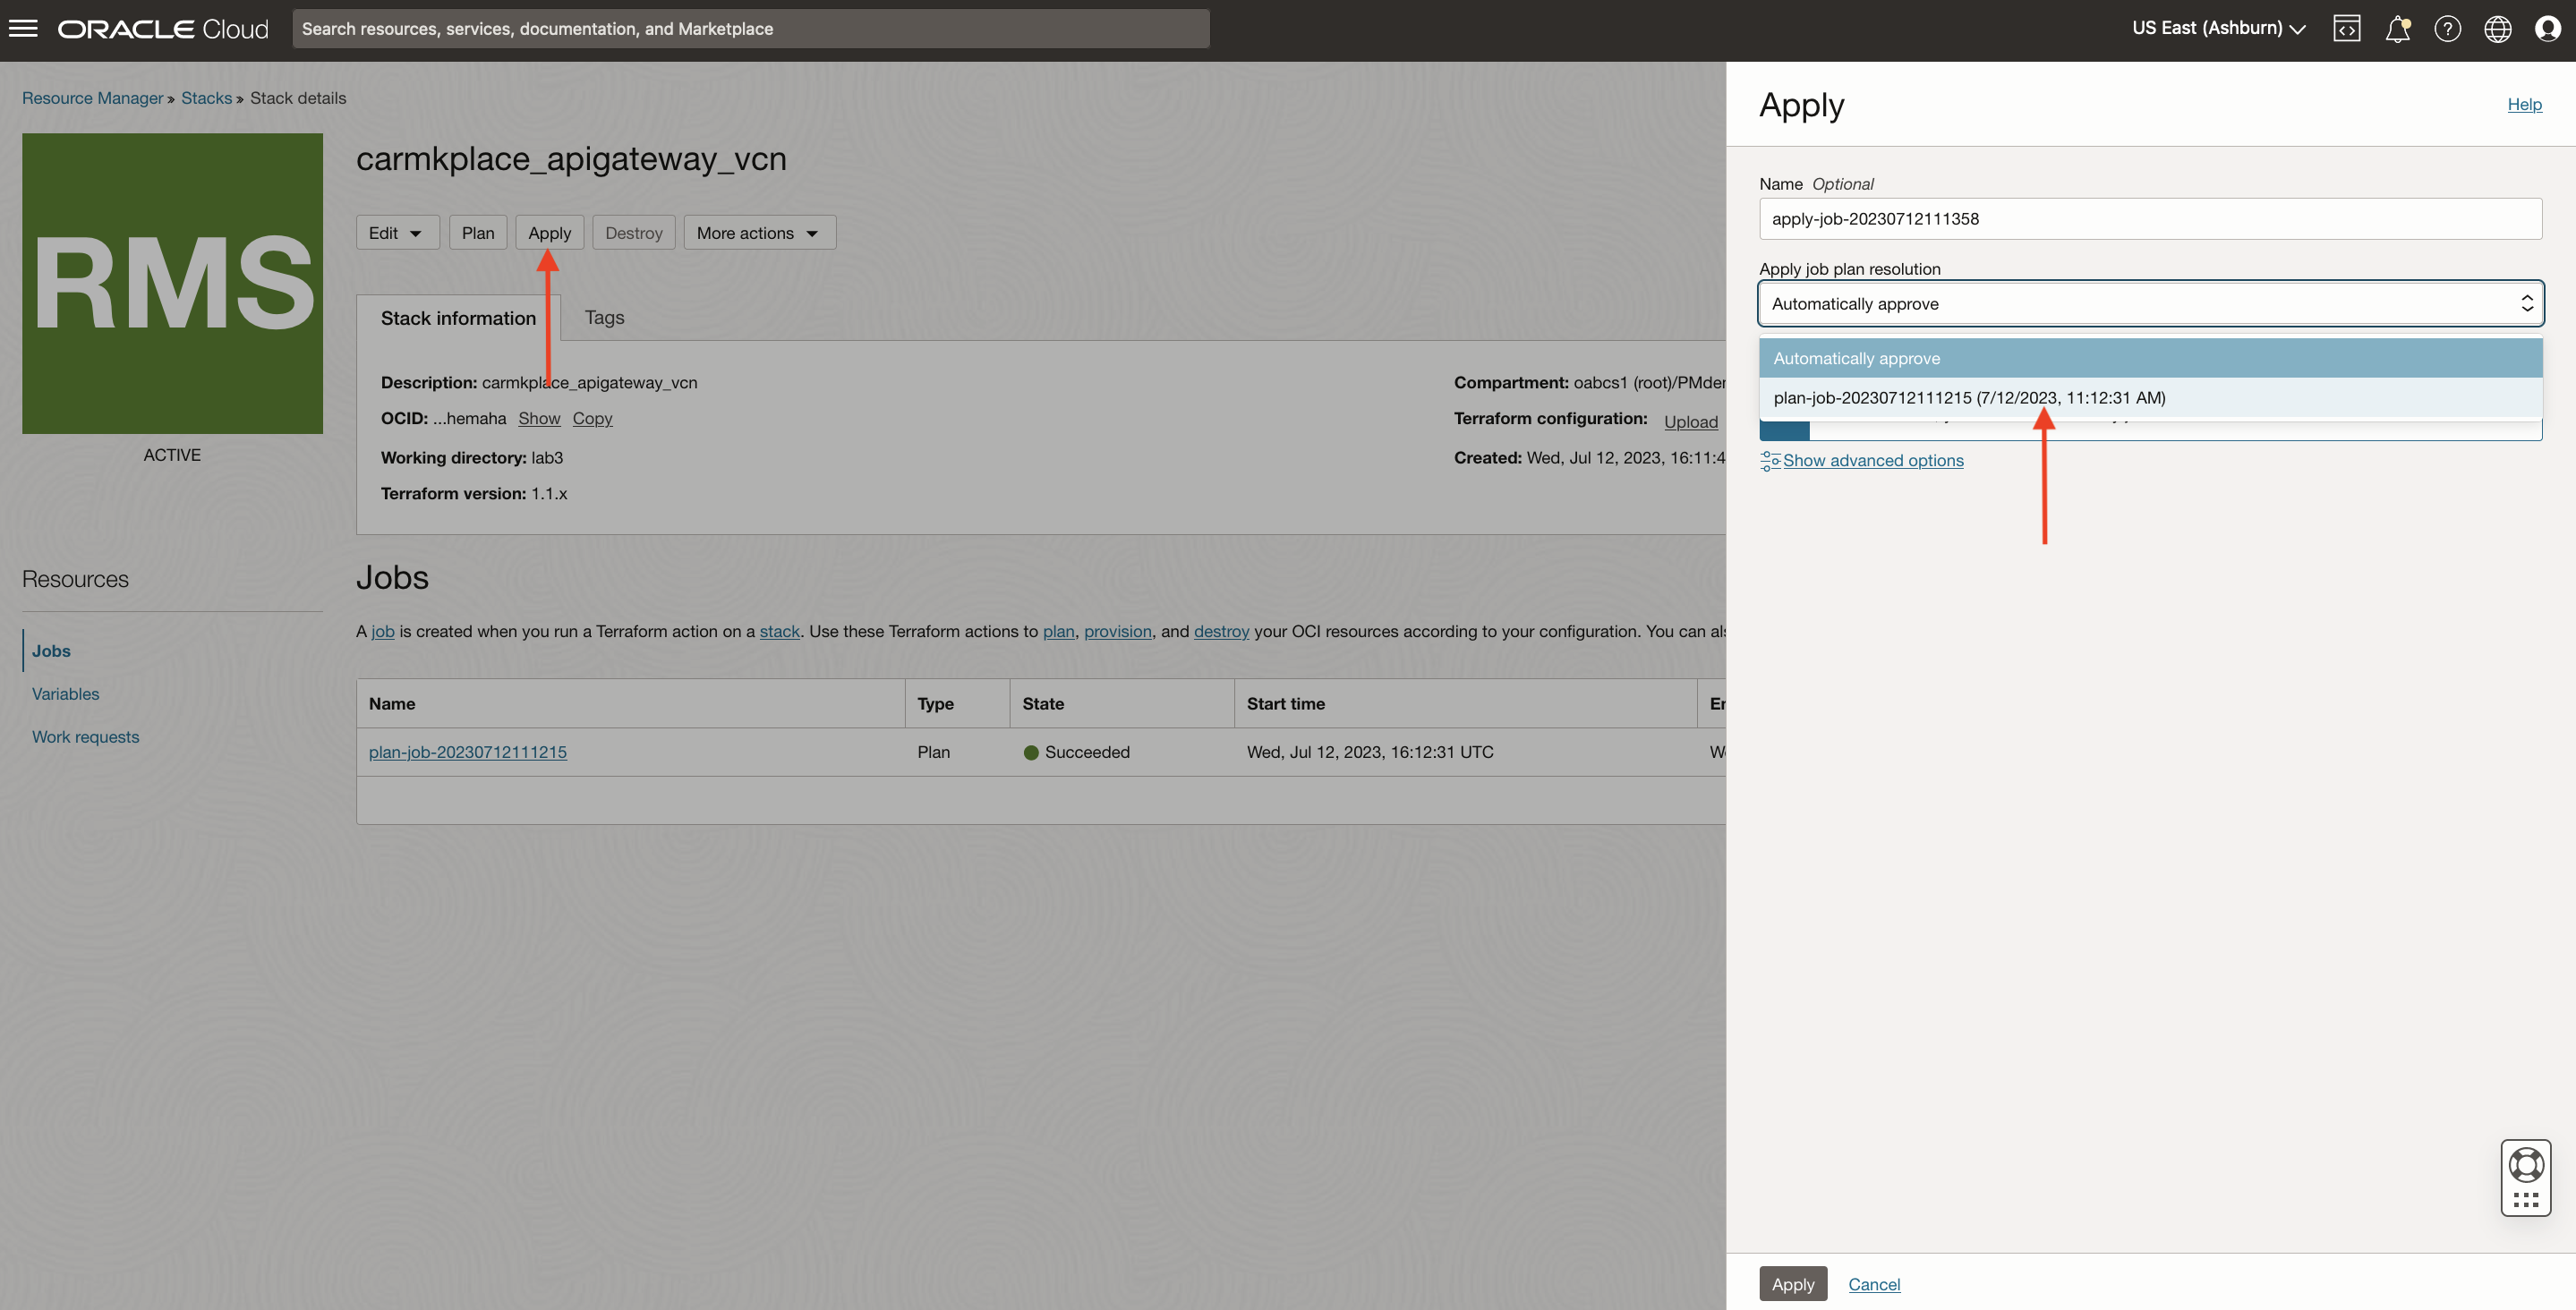 ORACLE Cloud
Search resources, services, documentation, and Marketplace
US East (Ashburn)
Resource Manager » Stacks » Stack details
RMS
ACTIVE
carmkplace_apigateway_vcn
Edit
Plan
Apply
Destroy
More actions
Stack information
Tags
Description: carmkplace_apigateway_vcn
OCID: ...hemaha Show Copy
Working directory: lab3
Terraform version: 1.1.x
Compartment: oabcs1 (root)/PMder
Terraform configuration: Upload
Created: Wed, Jul 12, 2023, 16:11:4
Resources
Jobs
Variables
Work requests
Jobs
A job is created when you run a Terraform action on a stack. Use these Terraform actions to plan, provision, and destroy your OCI resources according to your configuration. You can als
Name Type State Start time
plan-job-20230712111215 Plan Succeeded Wed, Jul 12, 2023, 16:12:31 UTC
Apply
Help
Name Optional
apply-job-20230712111358
Apply job plan resolution
Automatically approve
Automatically approve
plan-job-20230712111215 (7/12/2023, 11:12:31 AM)
Show advanced options
Apply
Cancel